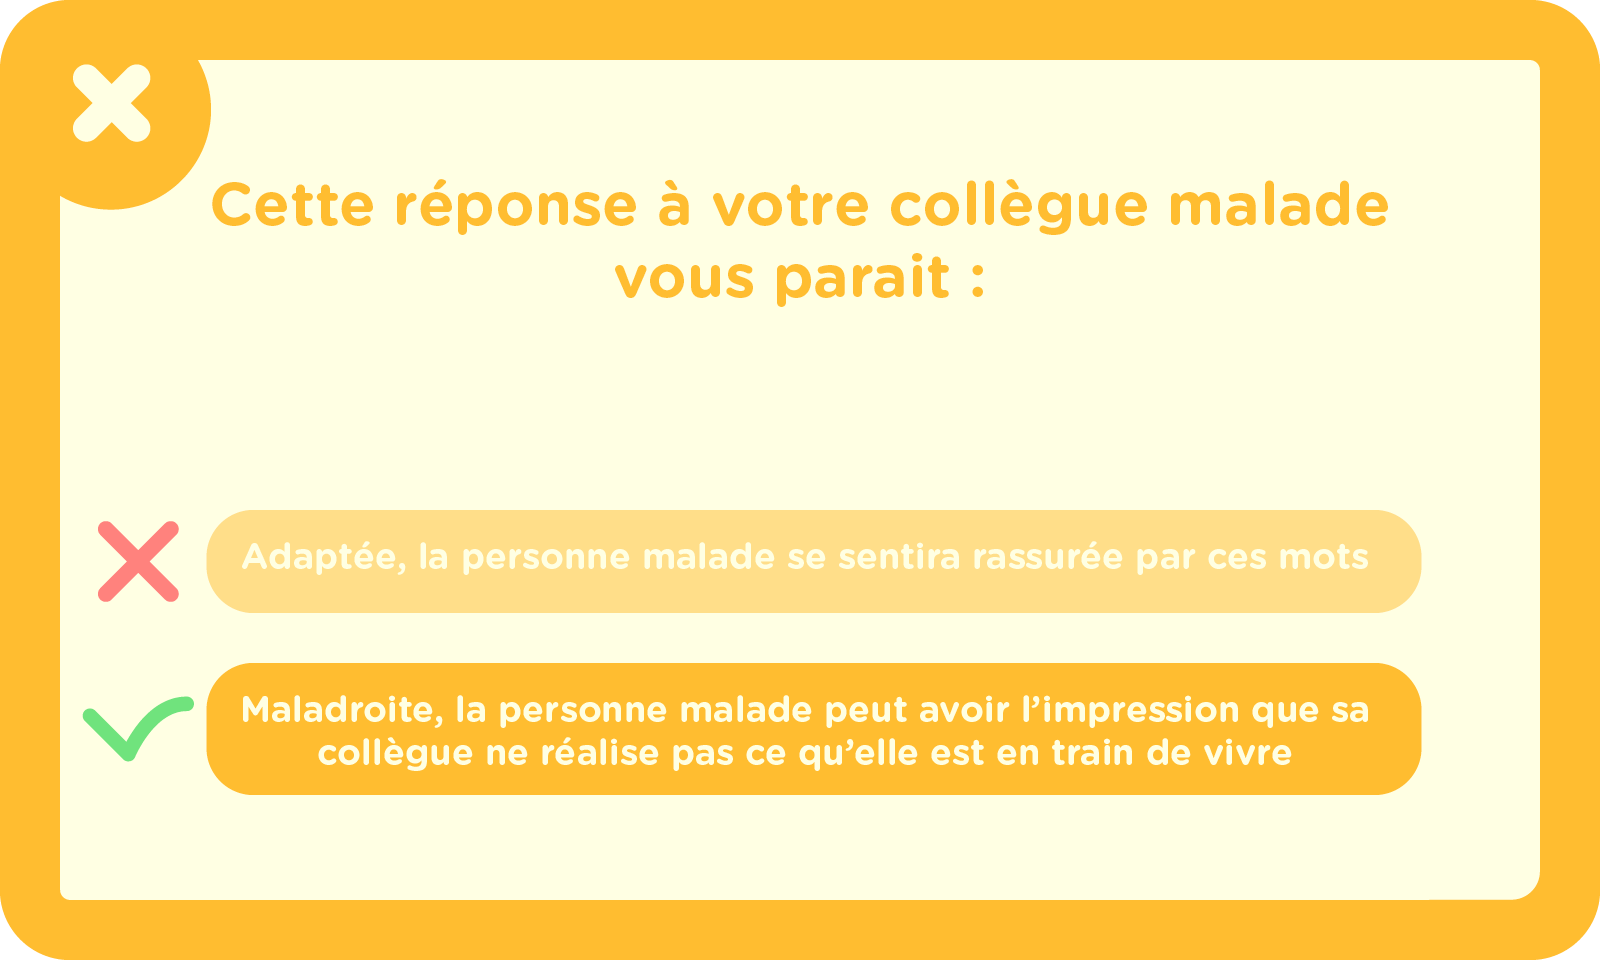 Cette réponse à votre collègue malade
vous parait :
Adaptée, la personne malade se sentira rassurée par ces mots
Maladroite, la personne malade peut avoir l’impression que sa
collègue ne réalise pas ce qu’elle est en train de vivre